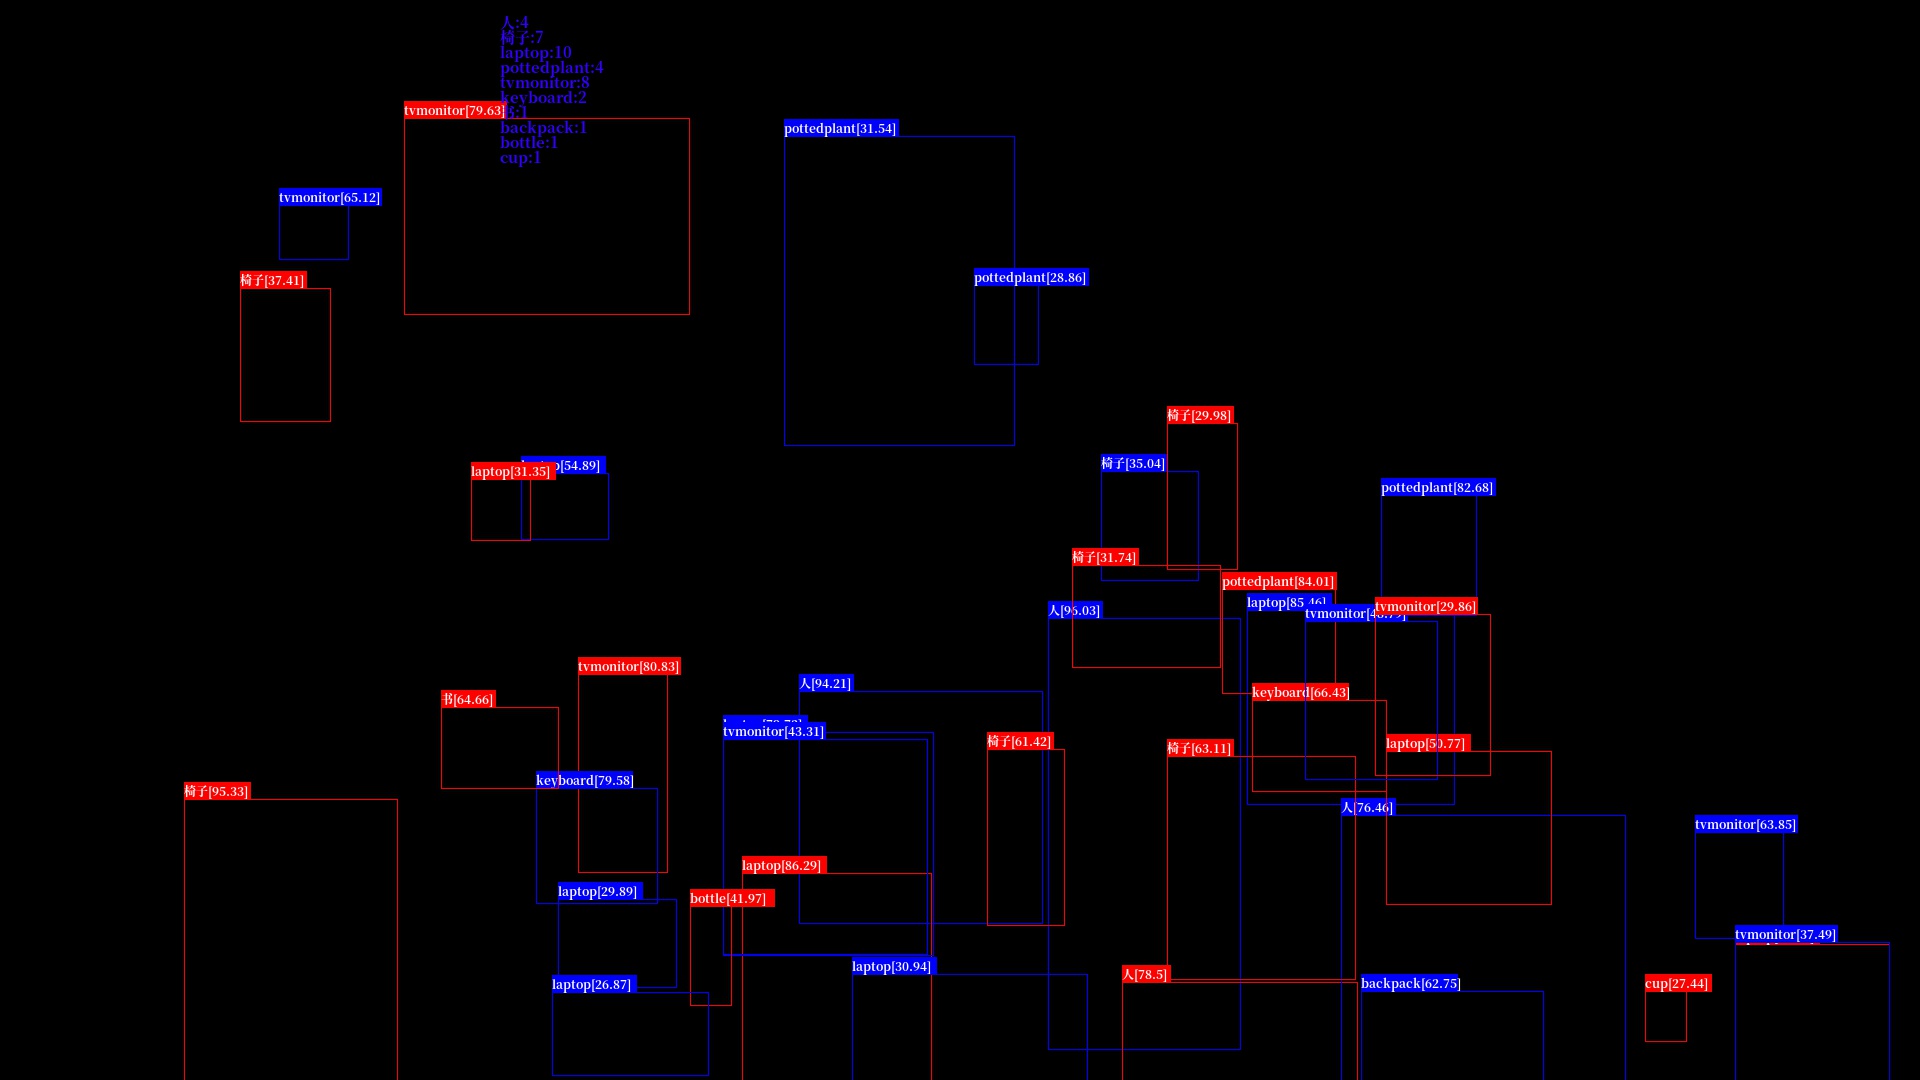 人:4
椅子:7
laptop:10
pottedplant:4
tvmonitor:8
keyboard:2
书:1
backpack:1
bottle:1
cup:1
tvmonitor[79.63]
pottedplant[31.54]
tvmonitor[65.12]
pottedplant[28.86]
椅子[37.41]
椅子[29.98]
椅子[35.04]
laptop[54.89]
laptop[31.35]
pottedplant[82.68]
椅子[31.74]
pottedplant[84.01]
laptop[85.46]
tvmonitor[29.86]
人[96.03]
tvmonitor[80.83]
人[94.21]
keyboard[66.43]
书[64.66]
tvmonitor[43.31]
椅子[61.42]
椅子[63.11]
laptop[50.77]
keyboard[79.58]
椅子[95.33]
人[76.46]
tvmonitor[63.85]
laptop[86.29]
laptop[29.89]
bottle[41.97]
tvmonitor[37.49]
laptop[30.94]
人[78.5]
laptop[26.87]
backpack[62.75]
cup[27.44]